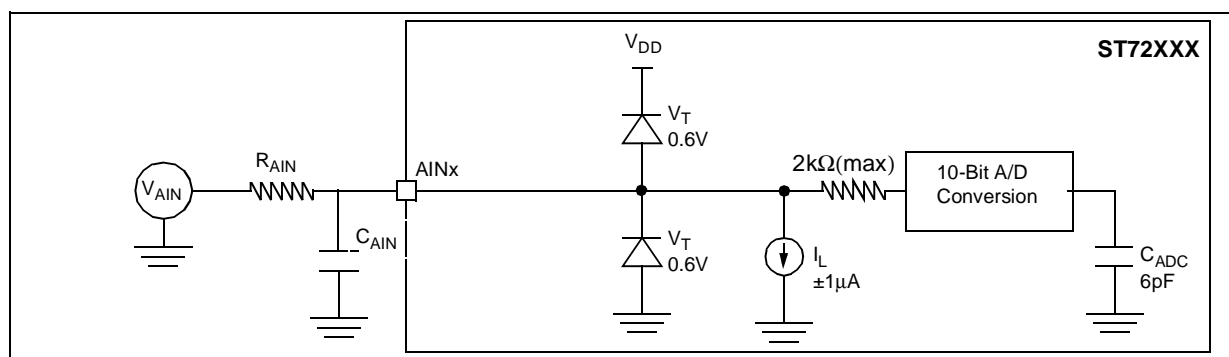 V_DD
ST72XXX
V_T
0.6V
R_AIN
AINx
2kΩ(max)
10-Bit A/D
Conversion
V_AIN
C_AIN
V_T
0.6V
I_L
±1μA
C_ADC
6pF